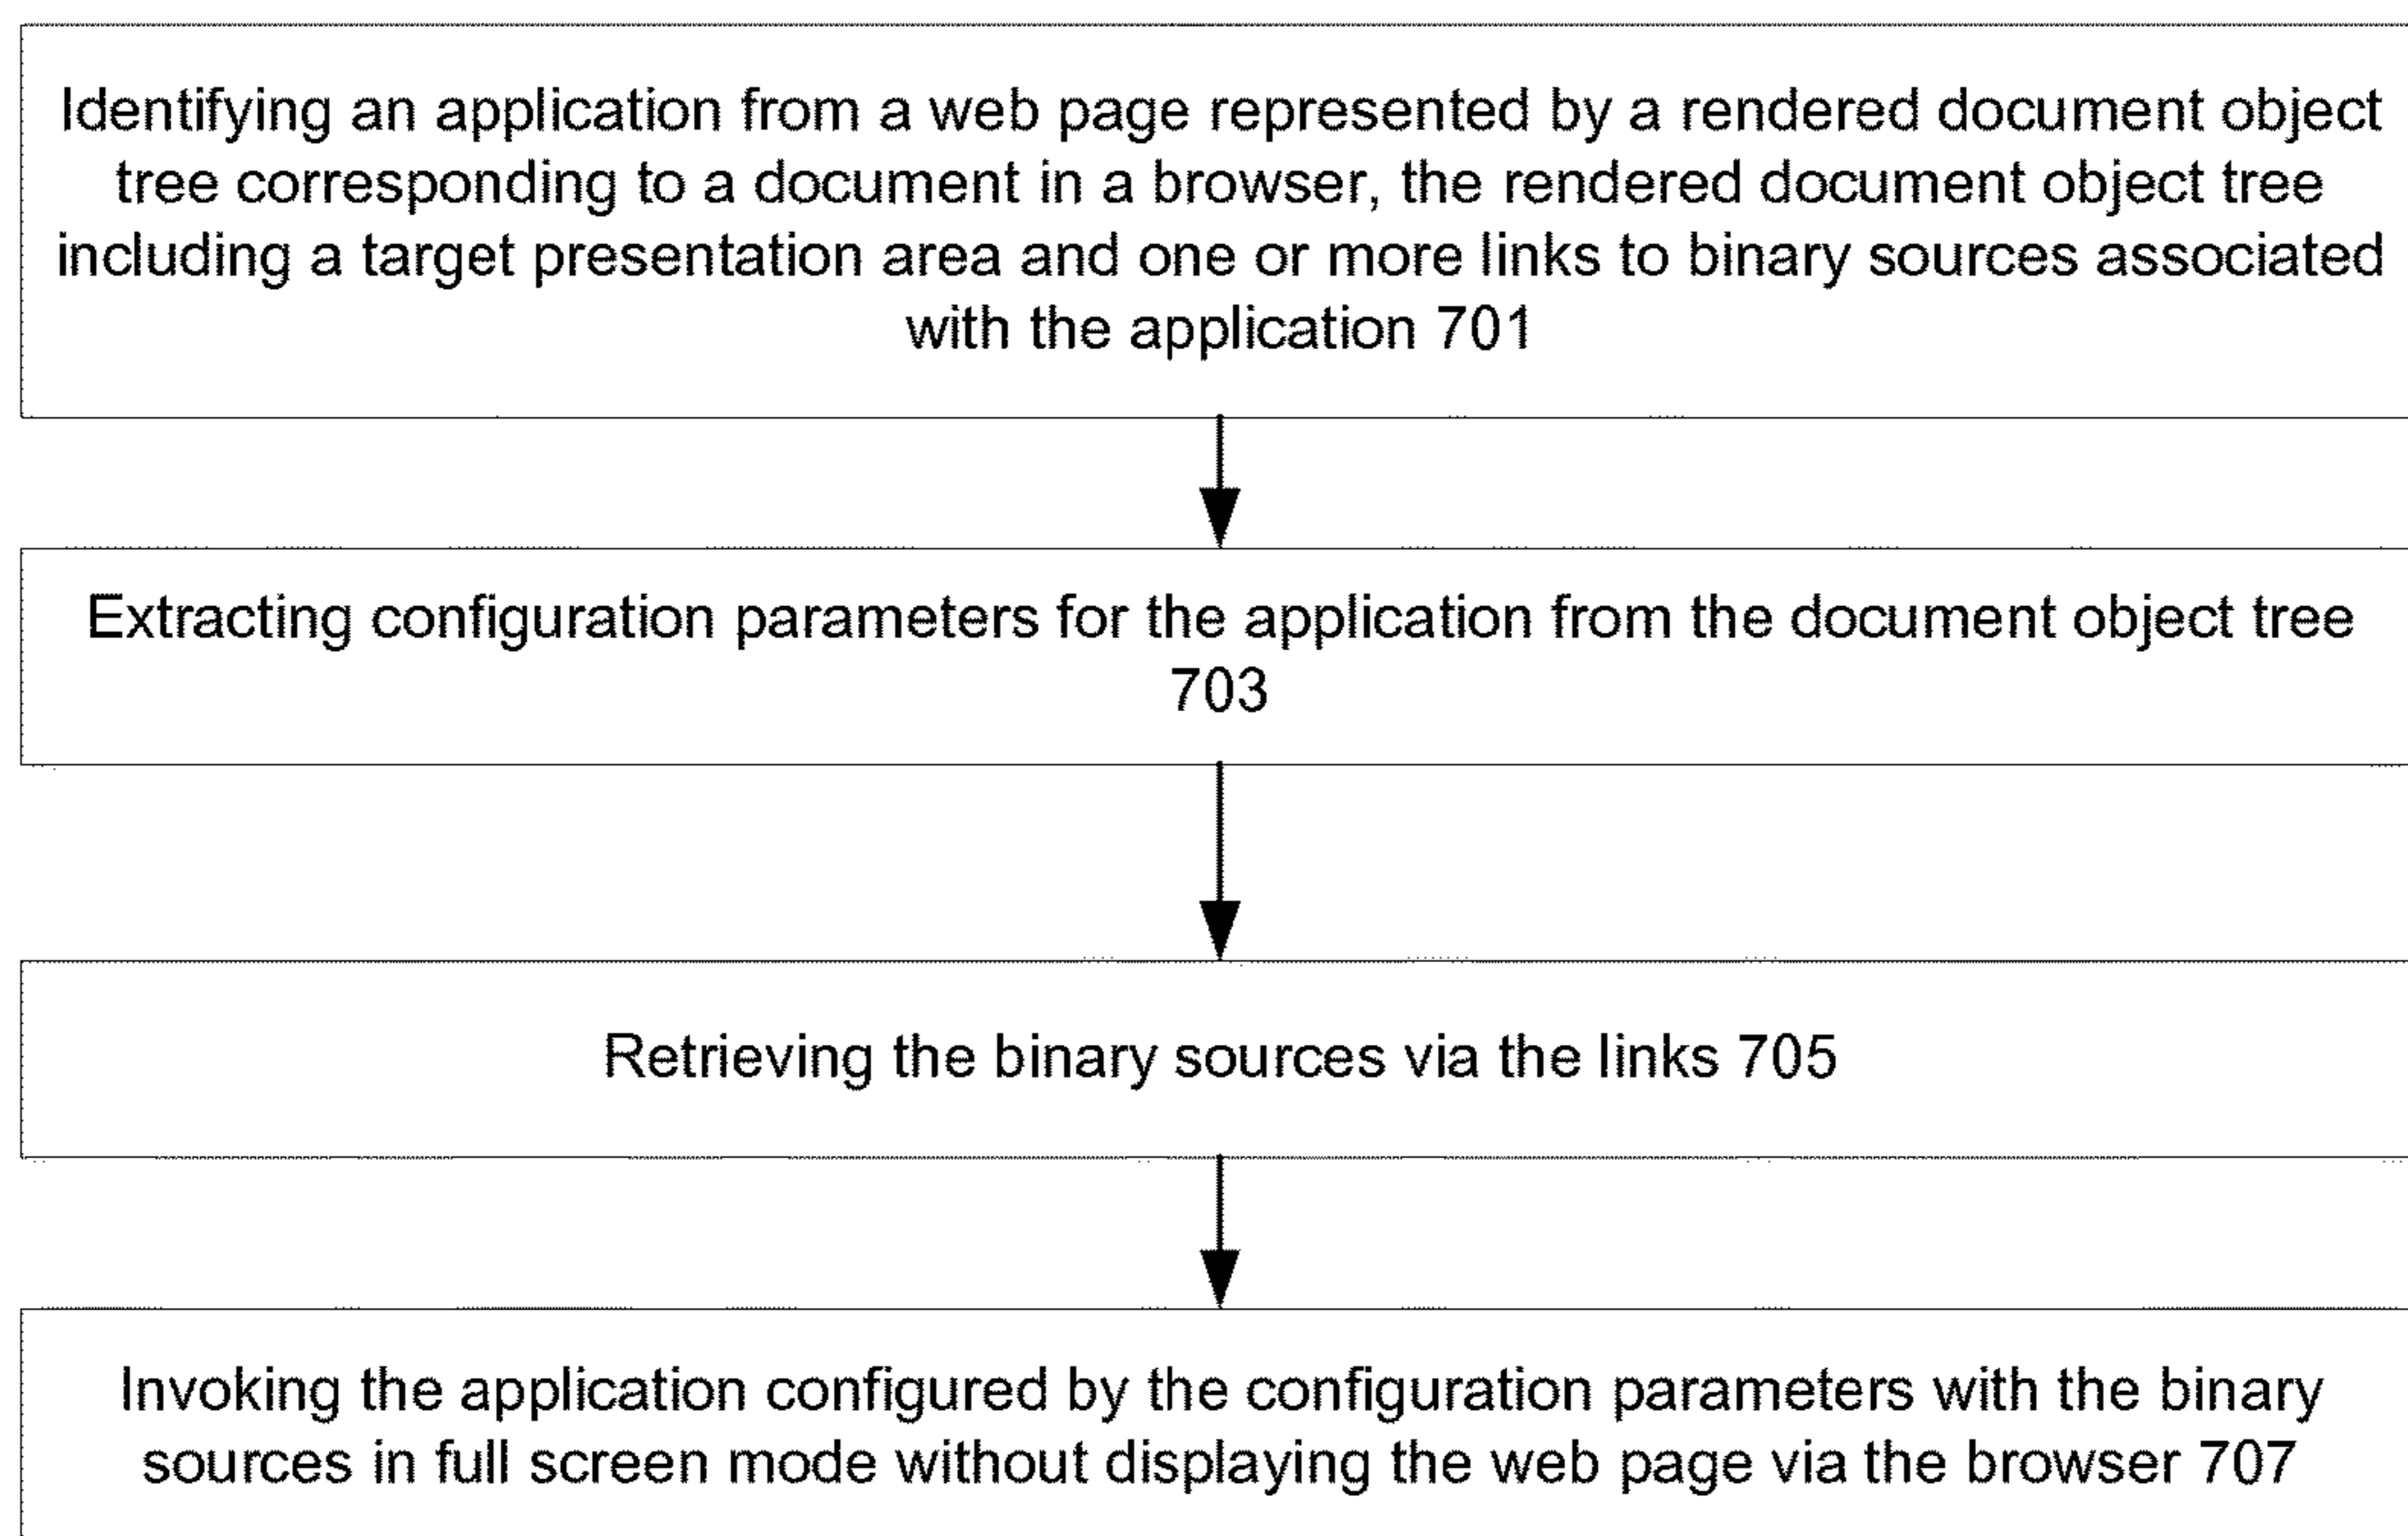 Identifying an application from a web page represented by a rendered document object
tree corresponding to a document in a browser, the rendered document object tree
including a target presentation area and one or more links to binary sources associated
with the application 701
Extracting configuration parameters for the application from the document object tree
703
Retrieving the binary sources via the links 705
Invoking the application configured by the configuration parameters with the binary
sources in full screen mode without displaying the web page via the browser 707